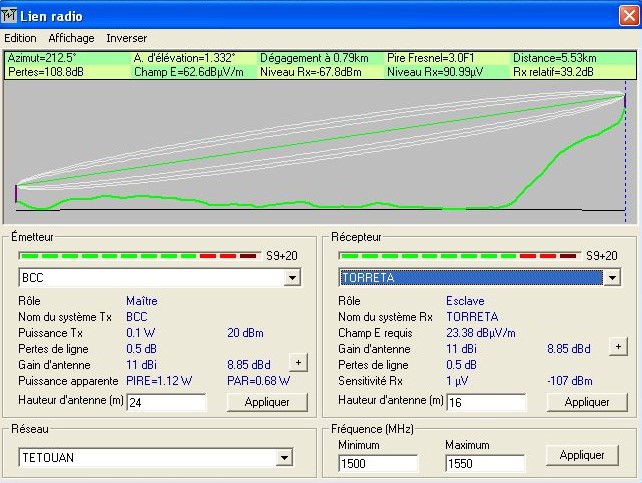 Lien radio
Edition Affichage Inverser
Azimut=212.5° A. d'élévation=1.332° Dégagement à 0.79km Pire Fresnel=3.0F1 Distance=5.53km
Pertes=108.8dB Champ E=62.6dBµV/m Niveau Rx=-67.8dBm Niveau Rx=90.99µV Rx relatif=39.2dB
Émetteur
S9+20
BCC
Rôle Maître
Nom du système Tx BCC
Puissance Tx 0.1 W 20 dBm
Pertes de ligne 0.5 dB
Gain d'antenne 11 dBi 8.85 dBd +
Puissance apparente PIRE=1.12 W PAR=0.68 W
Hauteur d'antenne (m) 24 Appliquer
Récepteur
S9+20
TORRETA
Rôle Esclave
Nom du système Rx TORRETA
Champ E requis 23.38 dBµV/m
Gain d'antenne 11 dBi 8.85 dBd +
Pertes de ligne 0.5 dB
Sensitivité Rx 1 µV -107 dBm
Hauteur d'antenne (m) 16 Appliquer
Réseau
TETOUAN
Fréquence (MHz)
Minimum Maximum
1500 1550 Appliquer